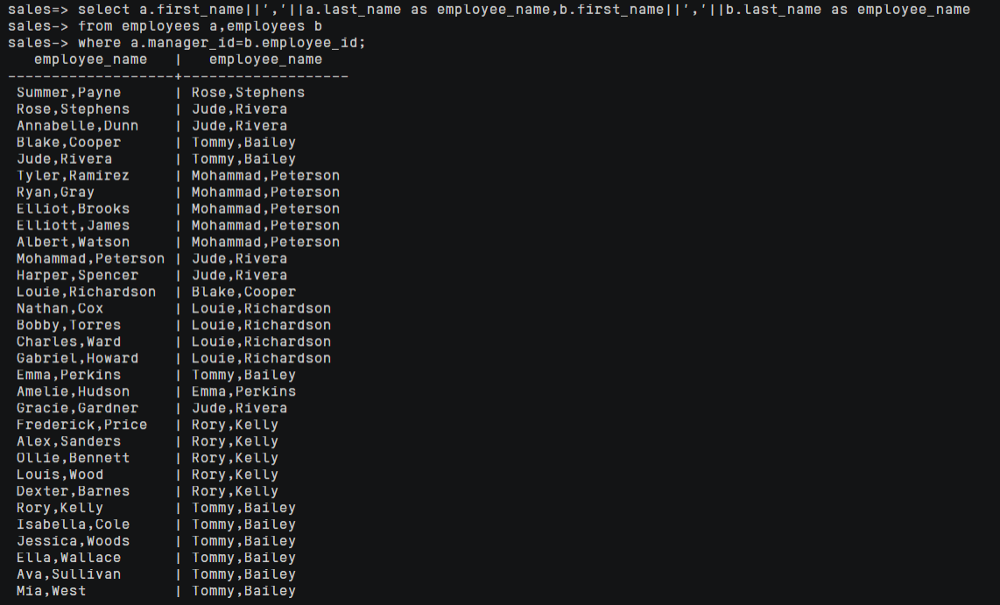 sales=> select a.first_name||','||a.last_name as employee_name,b.first_name||','||b.last_name as employee_name
sales-> from employees a,employees b
sales-> where a.manager_id=b.employee_id;
   employee_name   |   employee_name
-------------------+-------------------
 Summer,Payne      | Rose,Stephens
 Rose,Stephens     | Jude,Rivera
 Annabelle,Dunn    | Jude,Rivera
 Blake,Cooper      | Tommy,Bailey
 Jude,Rivera       | Tommy,Bailey
 Tyler,Ramirez     | Mohammad,Peterson
 Ryan,Gray         | Mohammad,Peterson
 Elliot,Brooks     | Mohammad,Peterson
 Elliott,James     | Mohammad,Peterson
 Albert,Watson     | Mohammad,Peterson
 Mohammad,Peterson | Jude,Rivera
 Harper,Spencer    | Jude,Rivera
 Louie,Richardson  | Blake,Cooper
 Nathan,Cox        | Louie,Richardson
 Bobby,Torres      | Louie,Richardson
 Charles,Ward      | Louie,Richardson
 Gabriel,Howard    | Louie,Richardson
 Emma,Perkins      | Tommy,Bailey
 Amelie,Hudson     | Emma,Perkins
 Gracie,Gardner    | Jude,Rivera
 Frederick,Price   | Rory,Kelly
 Alex,Sanders      | Rory,Kelly
 Ollie,Bennett     | Rory,Kelly
 Louis,Wood        | Rory,Kelly
 Dexter,Barnes     | Rory,Kelly
 Rory,Kelly        | Tommy,Bailey
 Isabella,Cole     | Tommy,Bailey
 Jessica,Woods     | Tommy,Bailey
 Ella,Wallace      | Tommy,Bailey
 Ava,Sullivan      | Tommy,Bailey
 Mia,West          | Tommy,Bailey